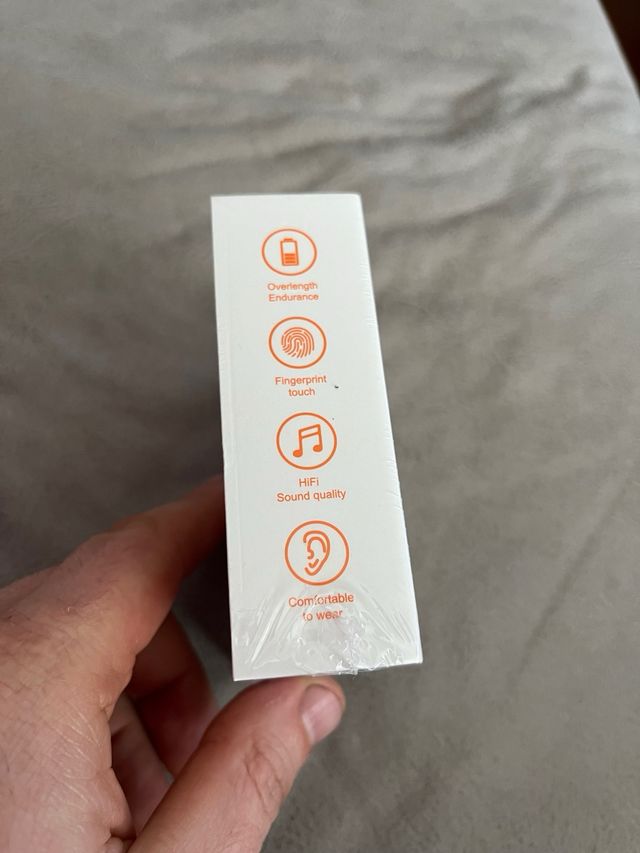 Overlength
Endurance
Fingerprint
touch
HiFi
Sound quality
Comfortable
to wear